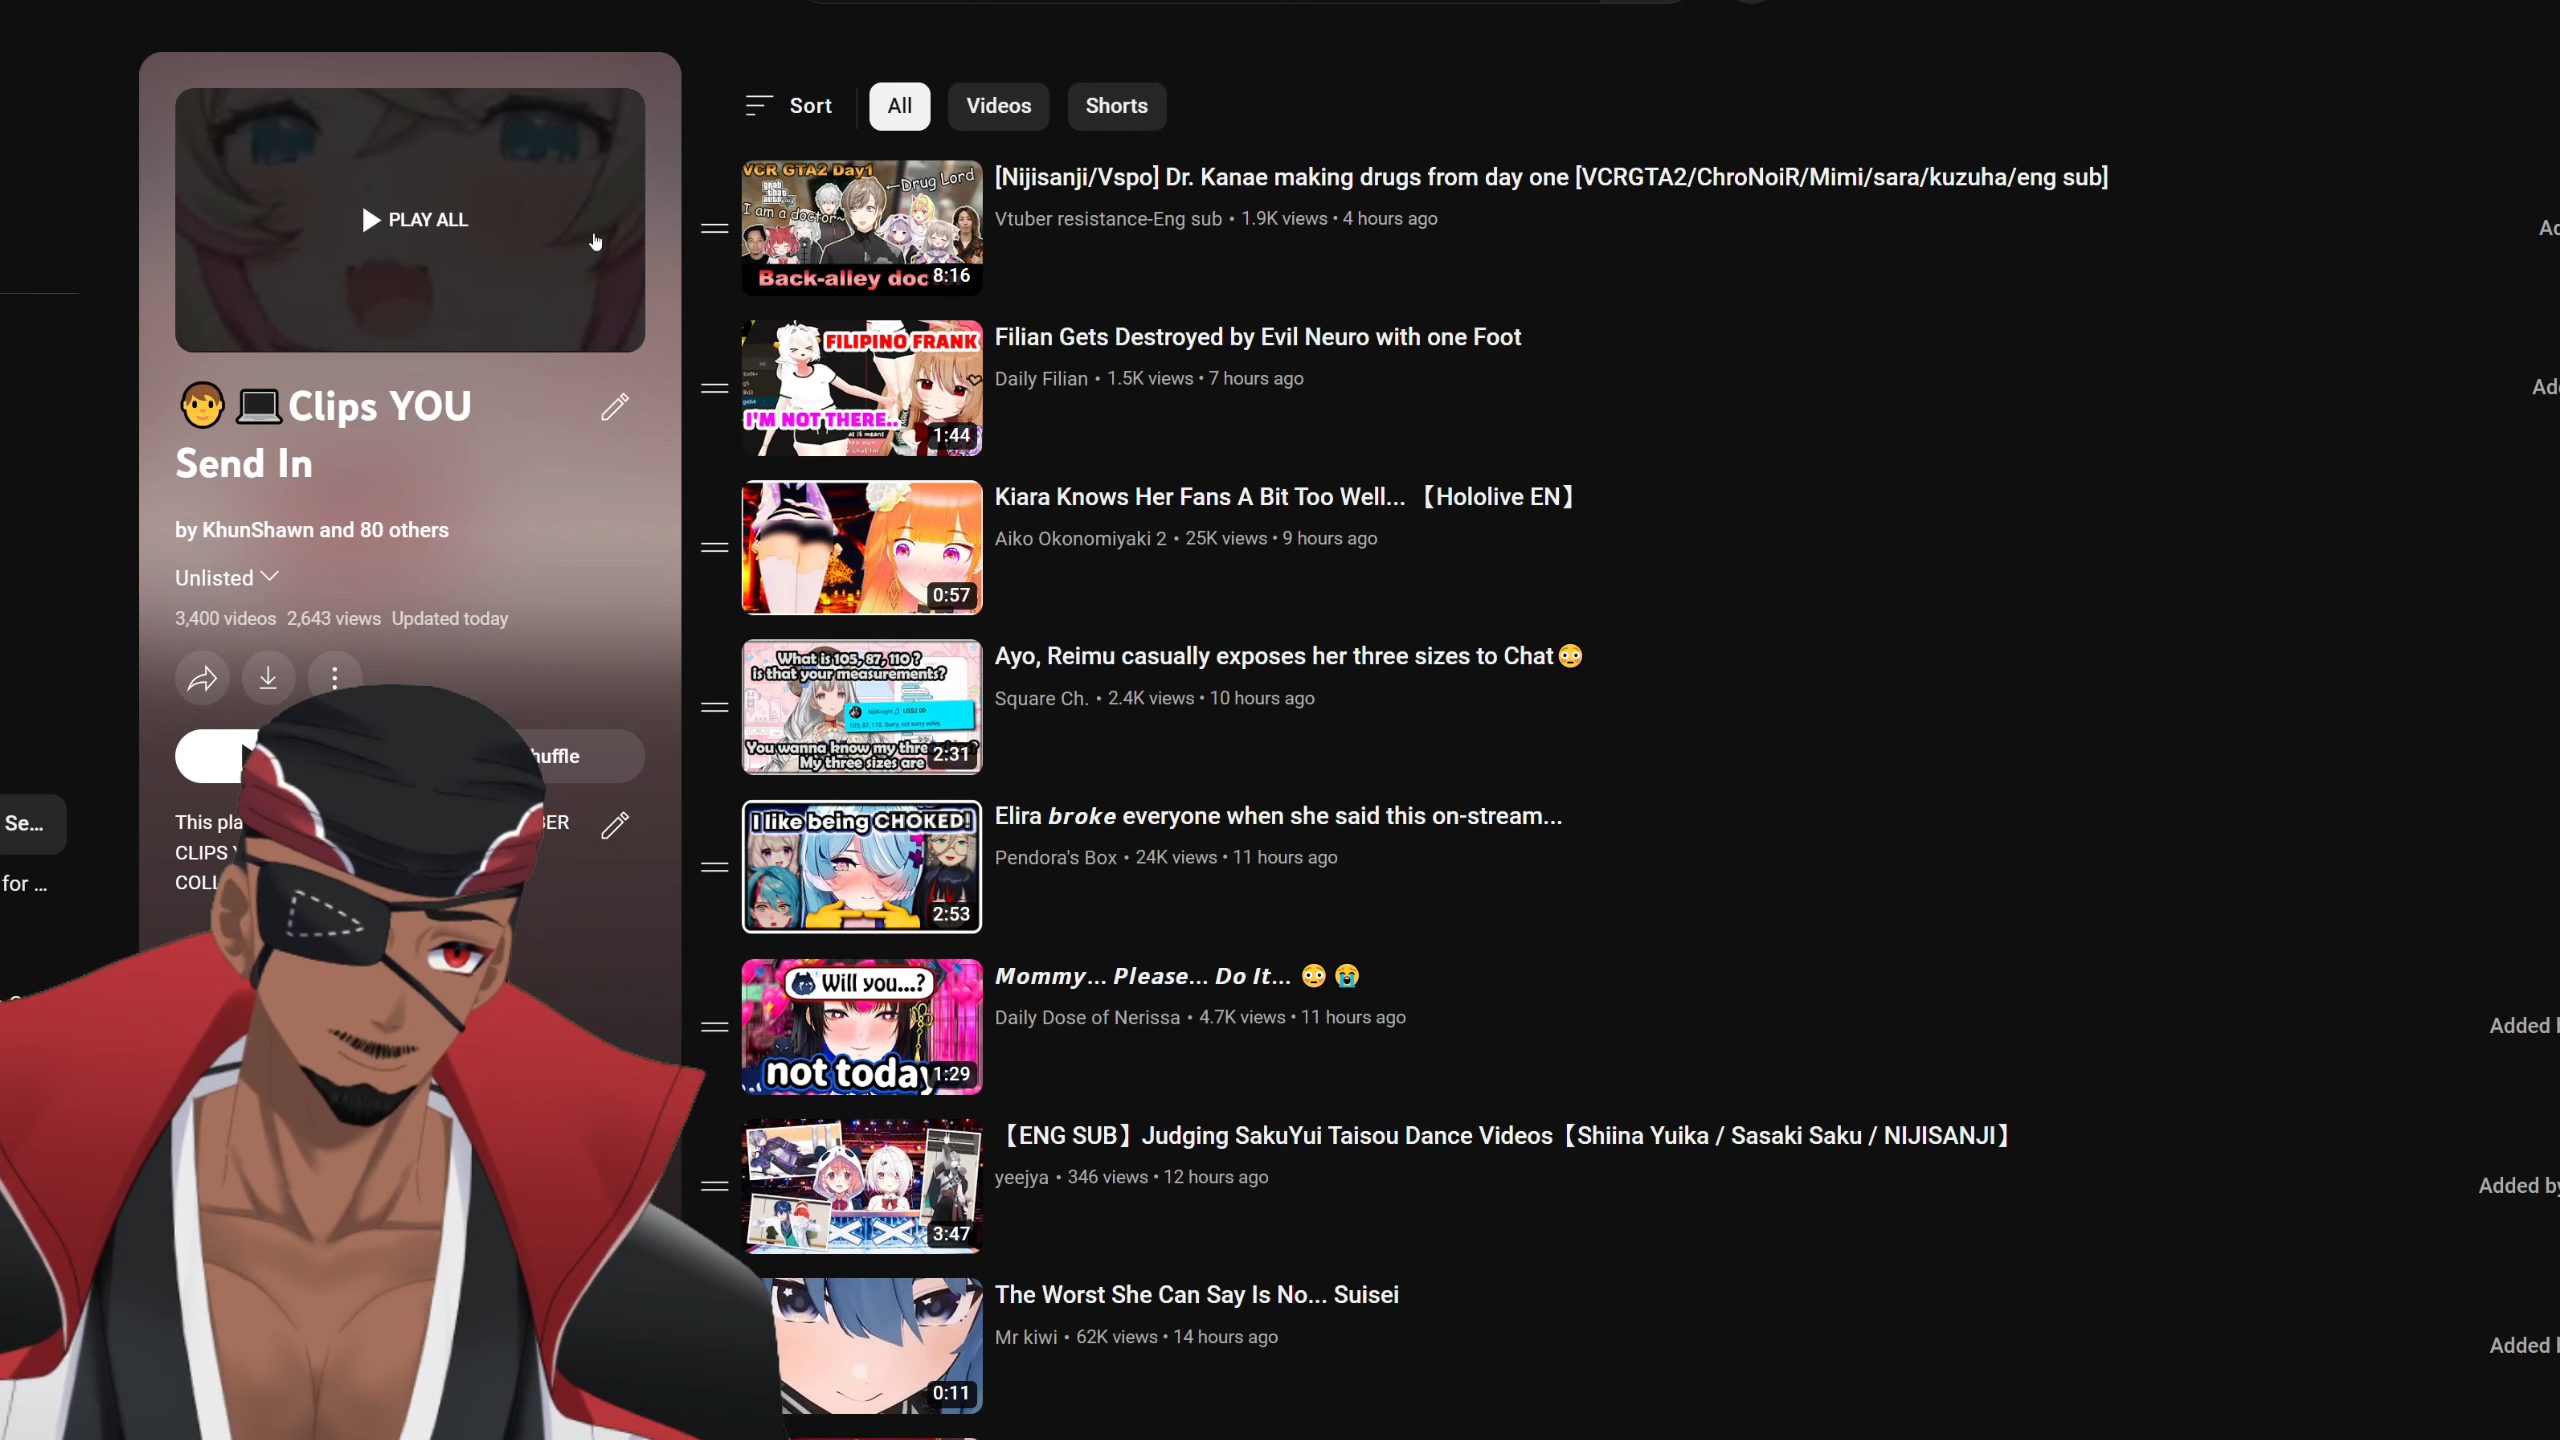 Sort
All
Videos
Shorts
PLAY ALL
🧑💻Clips YOU
Send In
by KhunShawn and 80 others
Unlisted
3,400 videos 2,643 views Updated today
huffle
This pla
BER
CLIPS
COLL
Se...
for ...
VCR GTA2 Day1
←Drug Lord
I am a doctor~
Back-alley doc
8:16
[Nijisanji/Vspo] Dr. Kanae making drugs from day one [VCRGTA2/ChroNoiR/Mimi/sara/kuzuha/eng sub]
Vtuber resistance-Eng sub • 1.9K views • 4 hours ago
FILIPINO FRANK
I'M NOT THERE..
1:44
Filian Gets Destroyed by Evil Neuro with one Foot
Daily Filian • 1.5K views • 7 hours ago
Ad
0:57
Kiara Knows Her Fans A Bit Too Well... 【Hololive EN】
Aiko Okonomiyaki 2 • 25K views • 9 hours ago
What is 105, 87, 110 ?
is that your measurements?
105, 87, 110. Sorry, not sorry wifey.
You wanna know my thre
My three sizes are
2:31
Ayo, Reimu casually exposes her three sizes to Chat😳
Square Ch. • 2.4K views • 10 hours ago
I like being CHOKED!
2:53
Elira broke everyone when she said this on-stream...
Pendora's Box • 24K views • 11 hours ago
Will you...?
not today
1:29
Mommy... Please... Do It... 😳 😭
Daily Dose of Nerissa • 4.7K views • 11 hours ago
Added
3:47
【ENG SUB】Judging SakuYui Taisou Dance Videos【Shiina Yuika / Sasaki Saku / NIJISANJI】
yeejya • 346 views • 12 hours ago
Added by
0:11
The Worst She Can Say Is No... Suisei
Mr kiwi • 62K views • 14 hours ago
Added